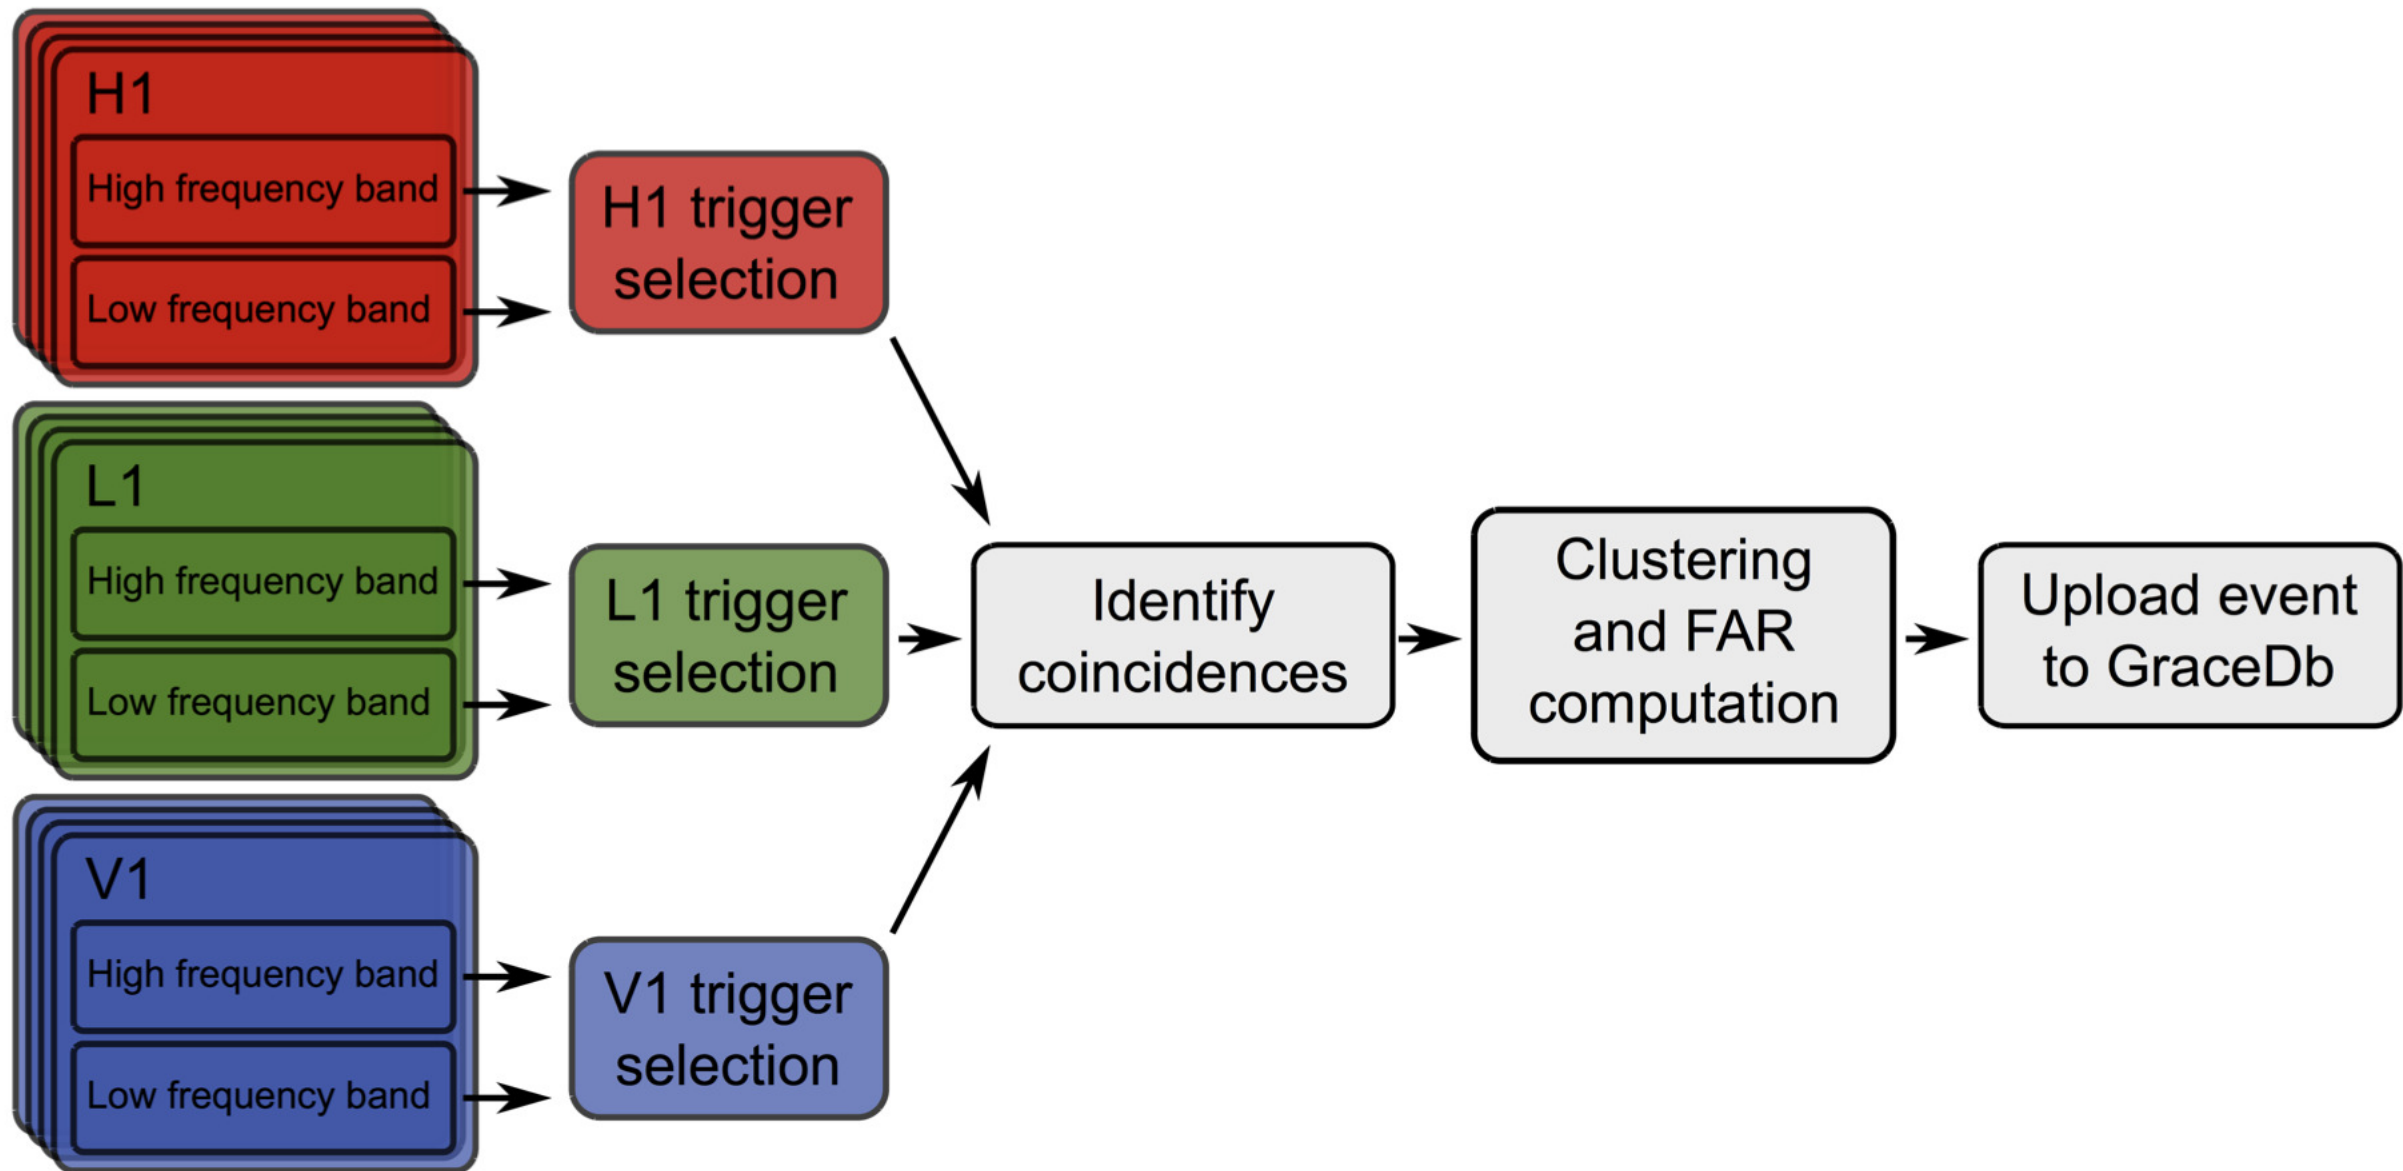 H1
High frequency band
Low frequency band
H1 trigger
selection
L1
High frequency band
Low frequency band
L1 trigger
selection
V1
High frequency band
Low frequency band
V1 trigger
selection
Identify
coincidences
Clustering
and FAR
computation
Upload event
to GraceDb